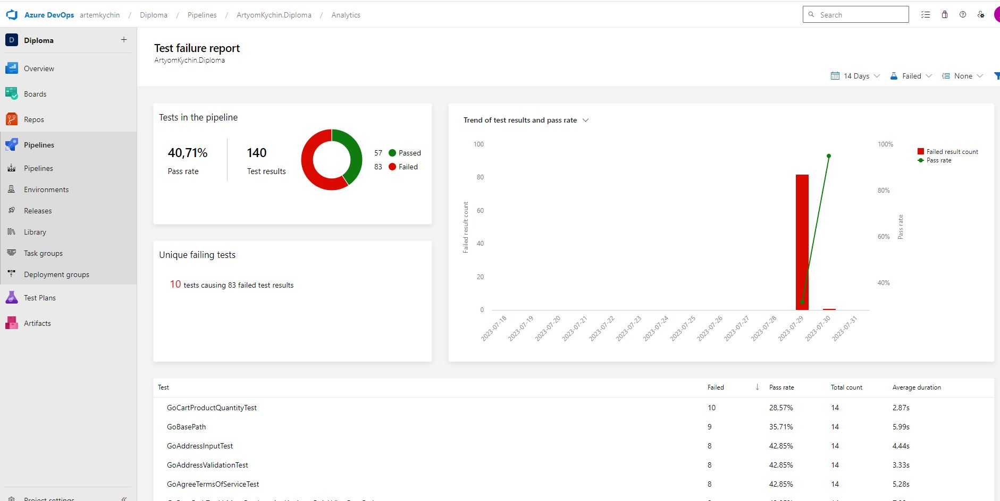 Azure DevOps artemkychin / Diploma / Pipelines / ArtyomKychin.Diploma / Analytics
Search
D Diploma +
Overview
Boards
Repos
Pipelines
Pipelines
Environments
Releases
Library
Task groups
Deployment groups
Test Plans
Artifacts
Project settings
Test failure report
ArtyomKychin.Diploma
14 Days Failed None
Tests in the pipeline
40,71%
Pass rate
140
Test results
57 Passed
83 Failed
Unique failing tests
10 tests causing 83 failed test results
Trend of test results and pass rate
Failed result count
100
80
60
40
20
0
2023-07-18
2023-07-19
2023-07-20
2023-07-21
2023-07-22
2023-07-23
2023-07-24
2023-07-25
2023-07-26
2023-07-27
2023-07-28
2023-07-29
2023-07-30
2023-07-31
100%
80%
60%
40%
Pass rate
Failed result count
Pass rate
Test Failed Pass rate Total count Average duration
GoCartProductQuantityTest 10 28,57% 14 2,87s
GoBasePath 9 35,71% 14 5,99s
GoAddressInputTest 8 42,85% 14 4,44s
GoAddressValidationTest 8 42,85% 14 3,33s
GoAgreeTermsOfServiceTest 8 42,85% 14 5,28s